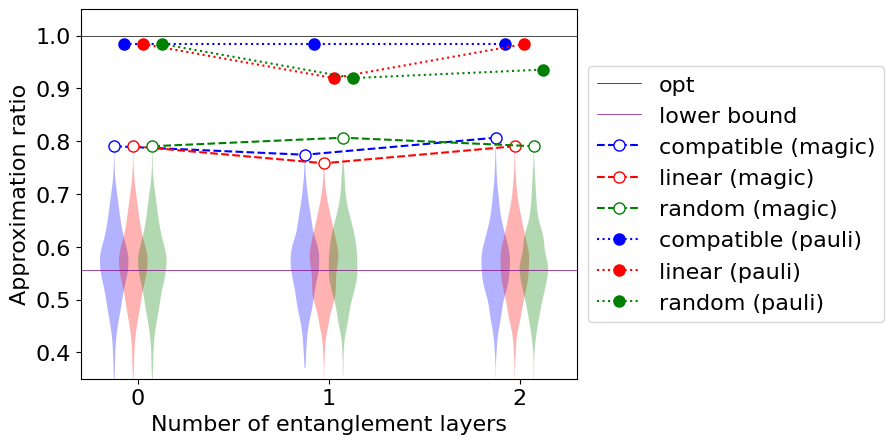 1.0
0.9
0.8
0.7
0.6
0.5
0.4
Approximation ratio
0 1 2
Number of entanglement layers
opt
lower bound
compatible (magic)
linear (magic)
random (magic)
compatible (pauli)
linear (pauli)
random (pauli)